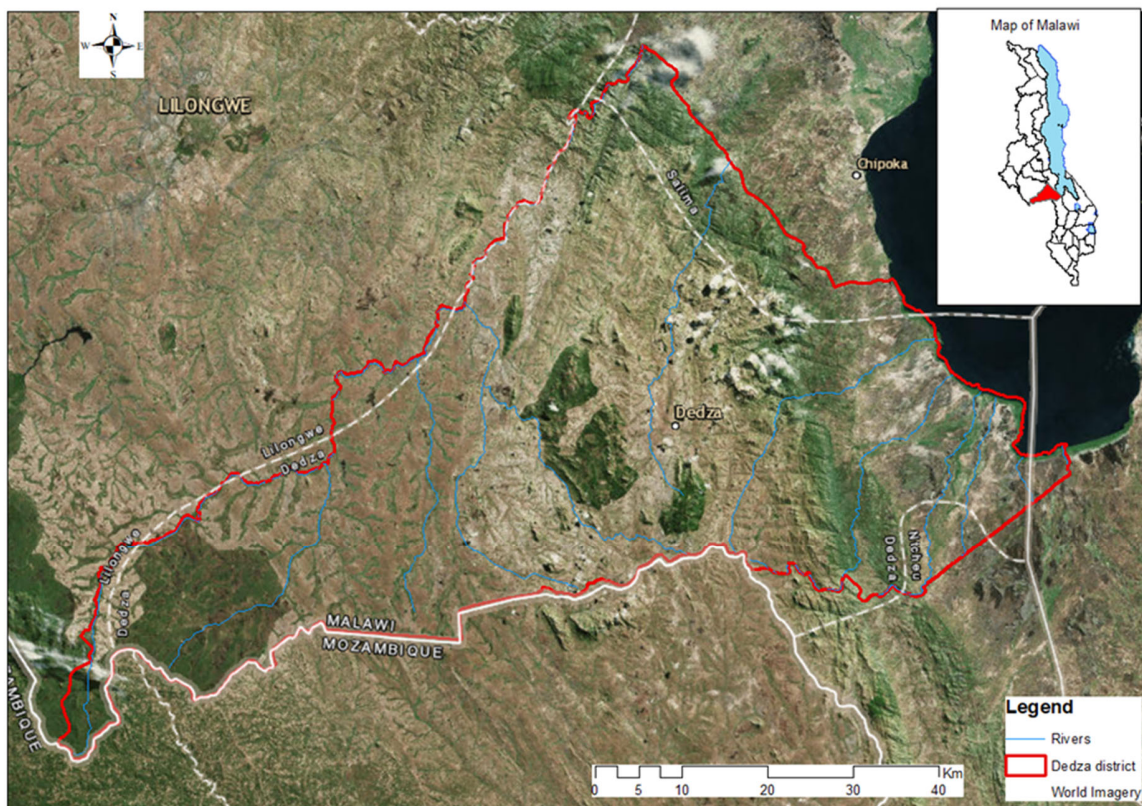 N
W E
S
LILONGWE
Map of Malawi
Chipoka
Salima
Dedza
Lilongwe
Dedza
Lilongwe
Dedza
Dedza
Ntcheu
MALAWI
MOZAMBIQUE
AMBIQUE
Legend
Rivers
Dedza district
World Imagery
Km
0 5 10 20 30 40